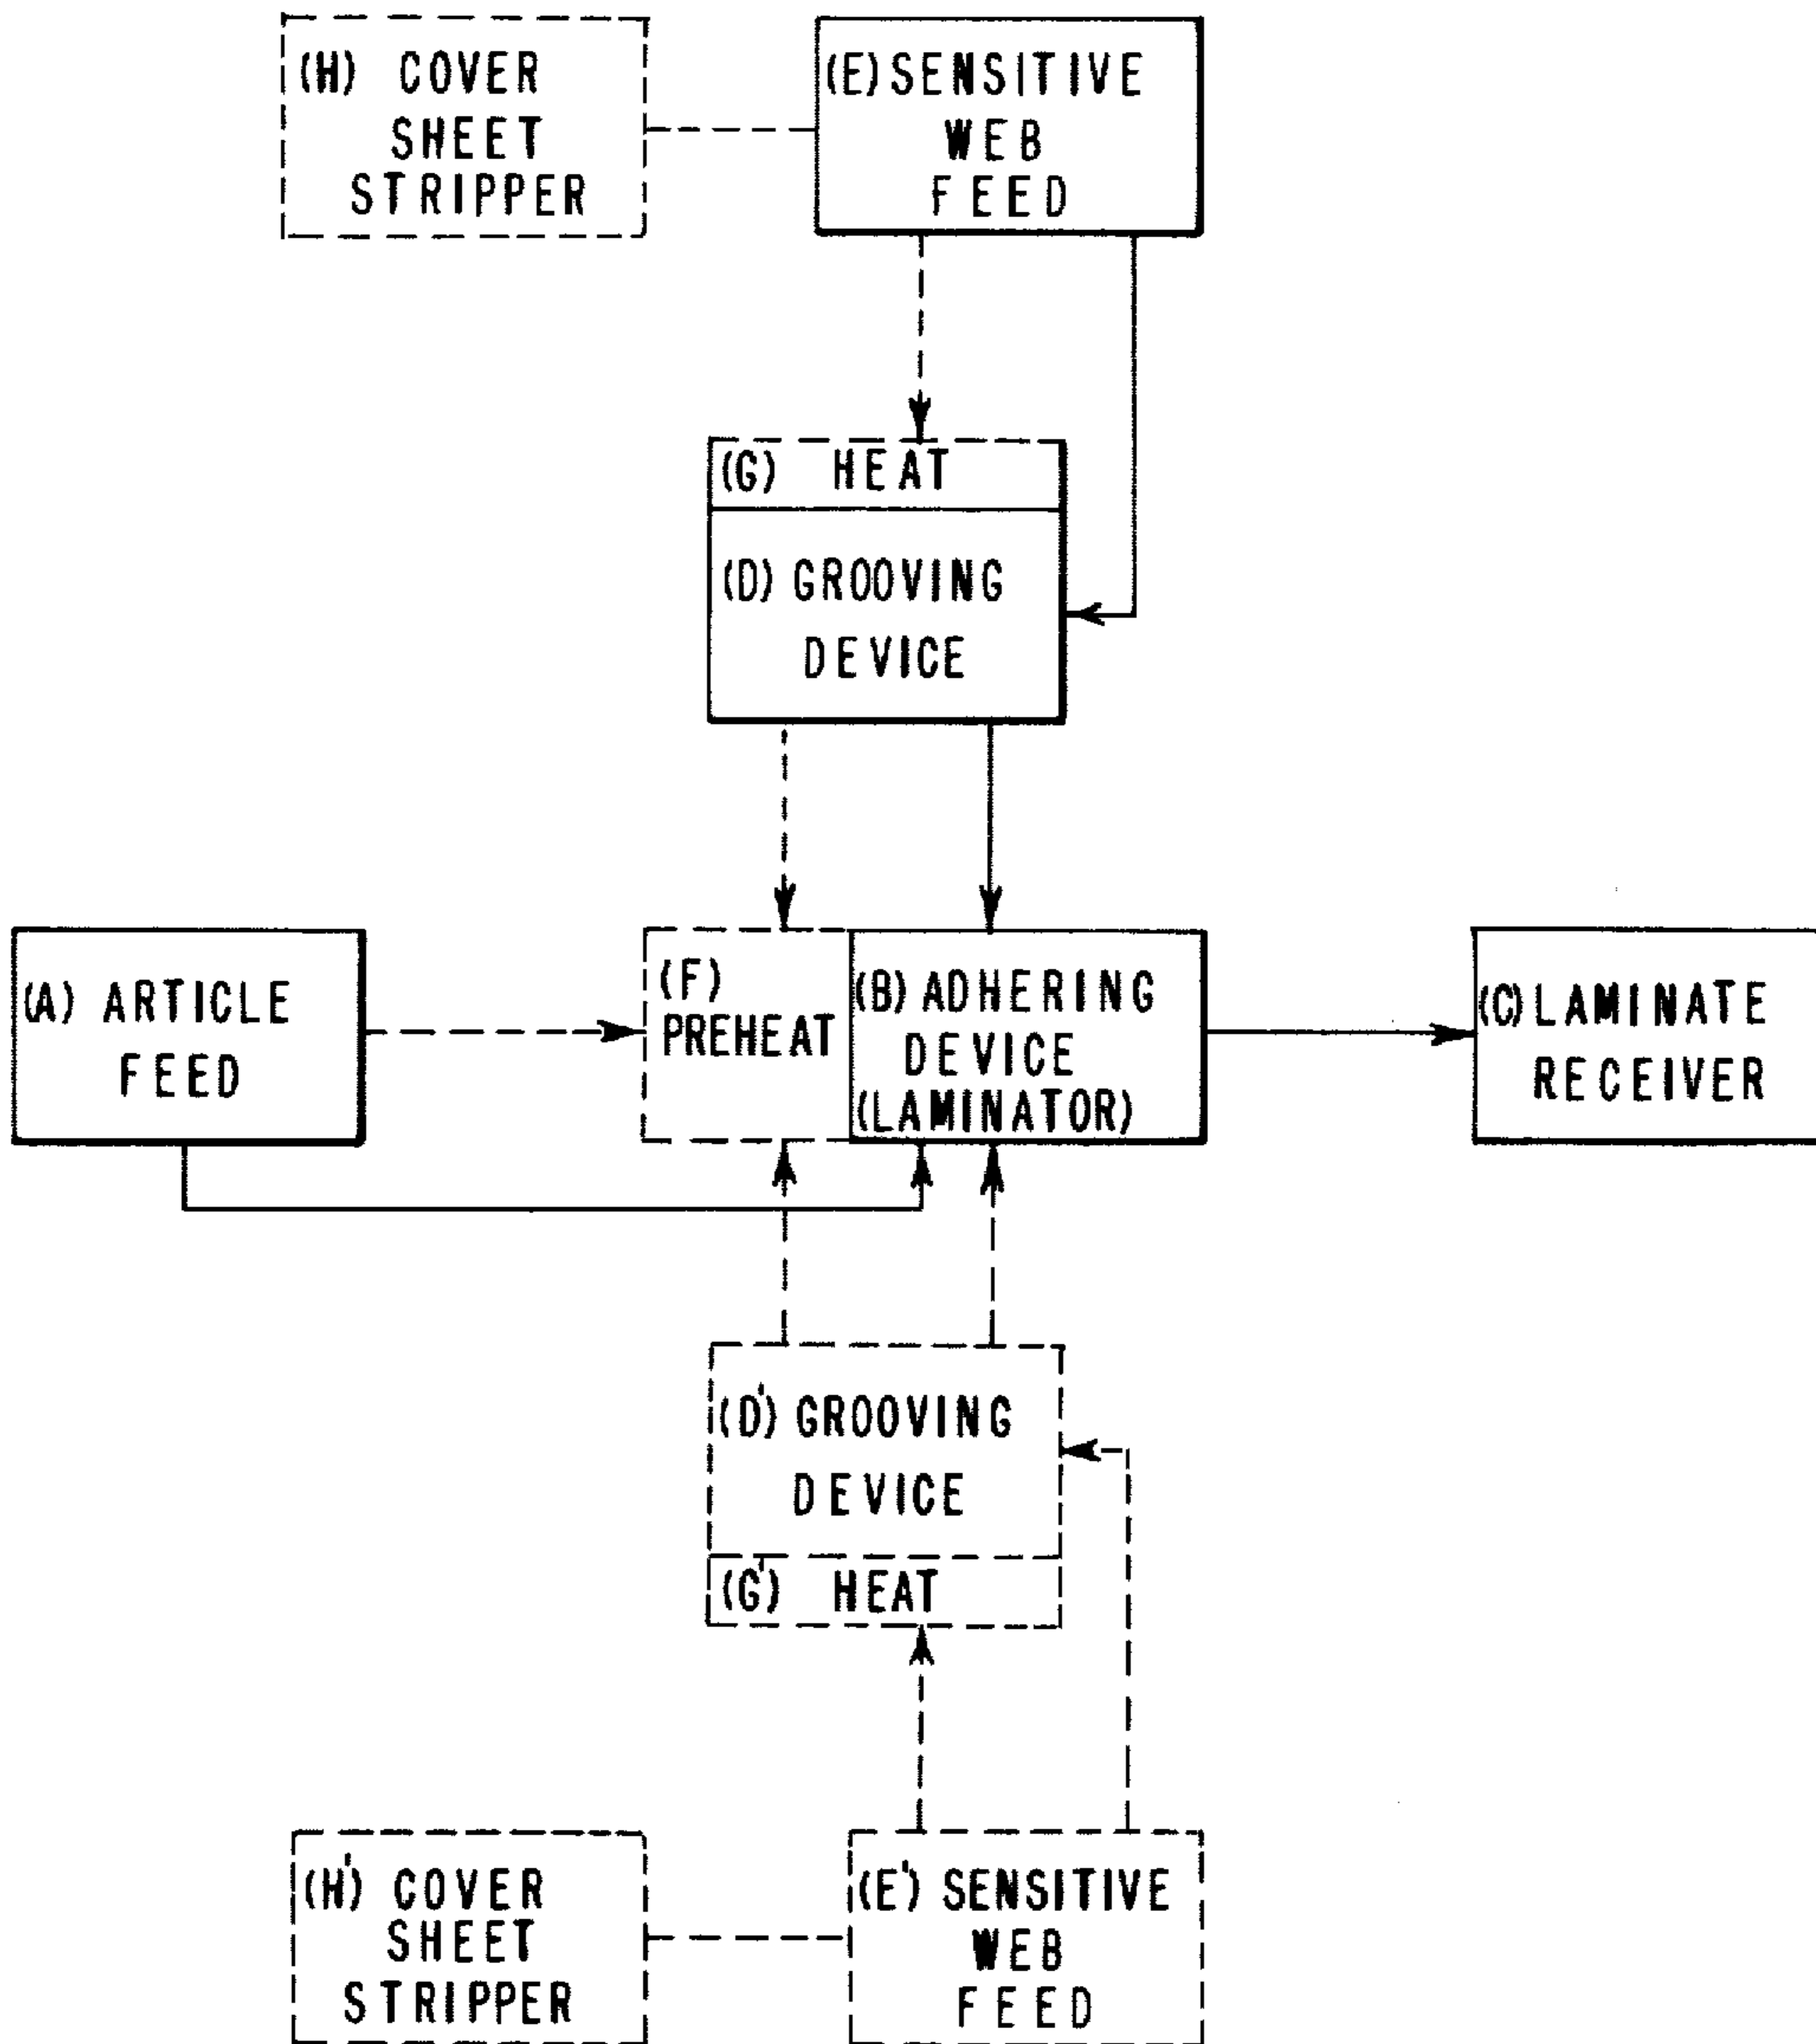 (H) COVER
SHEET
STRIPPER
(E) SENSITIVE
WEB
FEED
(G) HEAT
(D) GROOVING
DEVICE
(A) ARTICLE
FEED
(F)
PREHEAT
(B) ADHERING
DEVICE
(LAMINATOR)
(C) LAMINATE
RECEIVER
(D') GROOVING
DEVICE
(G') HEAT
(H') COVER
SHEET
STRIPPER
(E') SENSITIVE
WEB
FEED